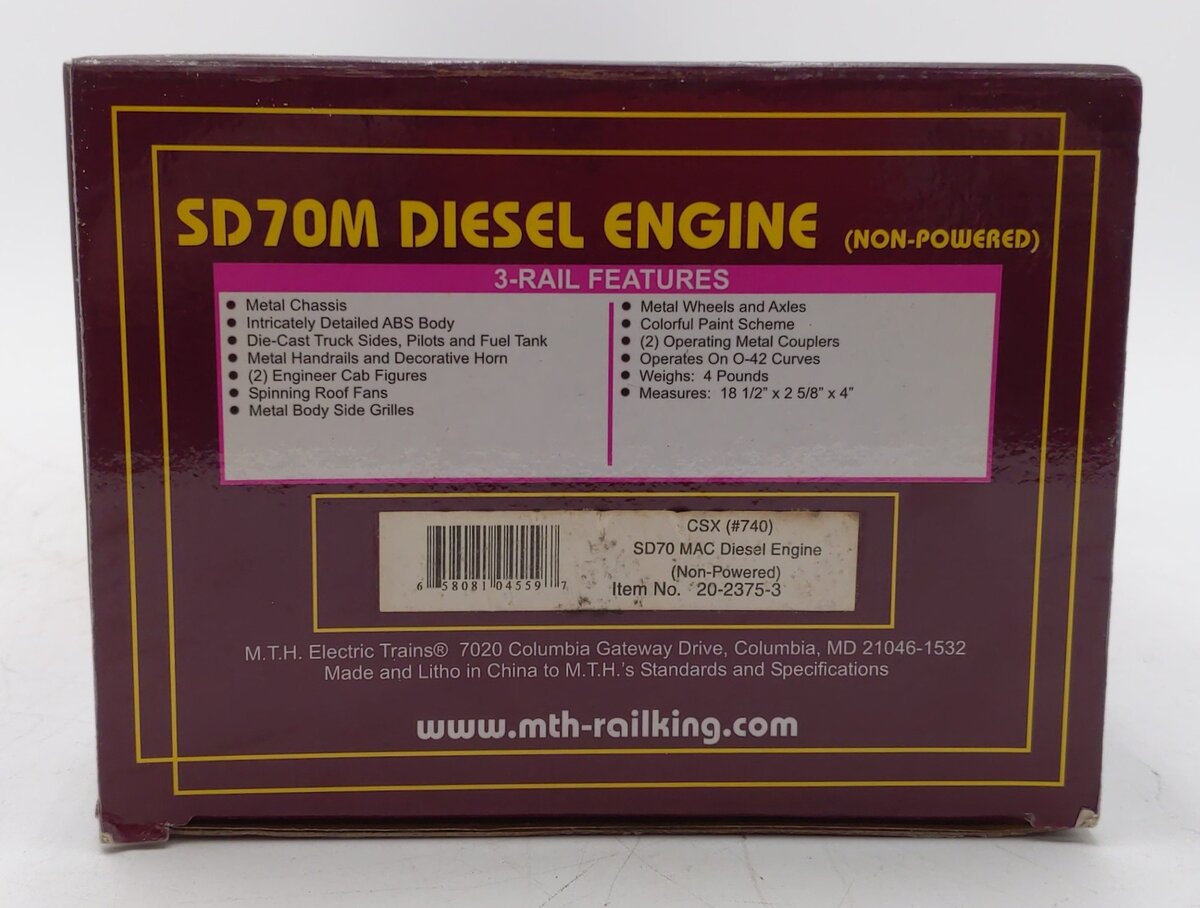 SD70M DIESEL ENGINE (NON-POWERED)
3-RAIL FEATURES
• Metal Chassis
• Intricately Detailed ABS Body
• Die-Cast Truck Sides, Pilots and Fuel Tank
• Metal Handrails and Decorative Horn
• (2) Engineer Cab Figures
• Spinning Roof Fans
• Metal Body Side Grilles
• Metal Wheels and Axles
• Colorful Paint Scheme
• (2) Operating Metal Couplers
• Operates On O-42 Curves
• Weighs: 4 Pounds
• Measures: 18 1/2” x 2 5/8” x 4”
6 58081 04559 7
CSX (#740)
SD70 MAC Diesel Engine
(Non-Powered)
Item No. 20-2375-3
M.T.H. Electric Trains® 7020 Columbia Gateway Drive, Columbia, MD 21046-1532
Made and Litho in China to M.T.H.'s Standards and Specifications
www.mth-railking.com